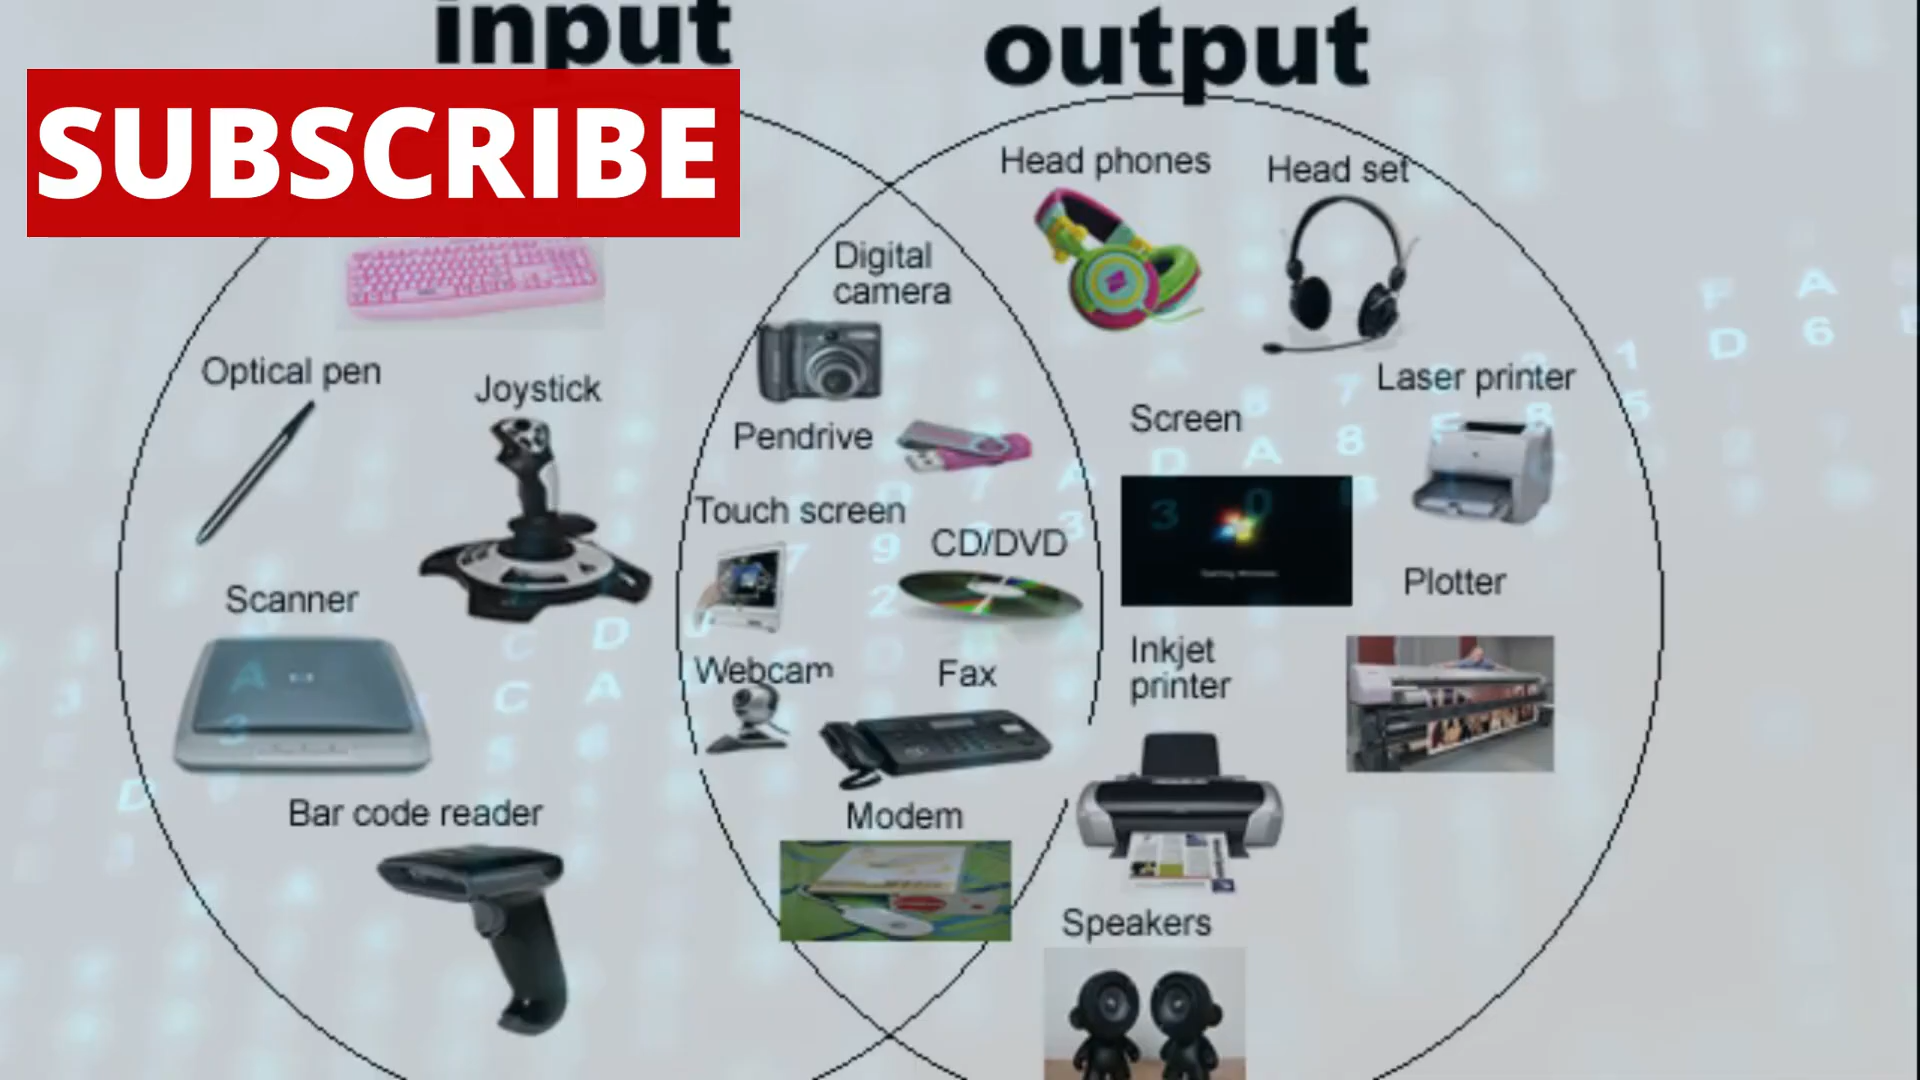 input
output
SUBSCRIBE
Head phones
Head set
Digital
camera
Optical pen
Joystick
Laser printer
Screen
Pendrive
Touch screen
CD/DVD
Plotter
Scanner
Webcam
Fax
Inkjet
printer
Bar code reader
Modem
Speakers